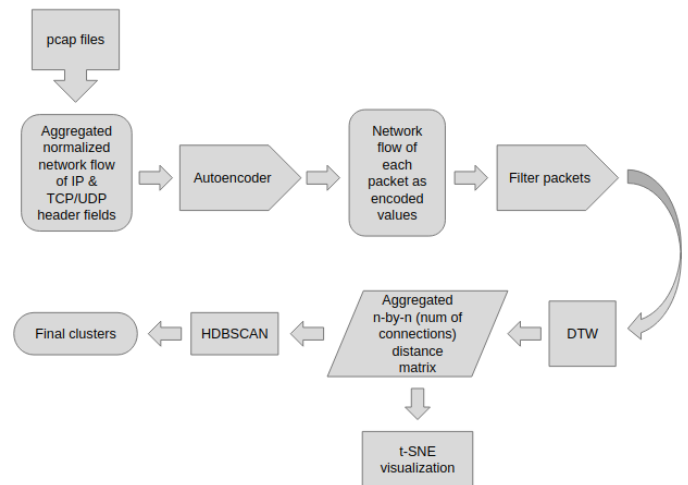 pcap files
Aggregated
normalized
network flow
of IP &
TCP/UDP
header fields
Autoencoder
Network
flow of
each
packet as
encoded
values
Filter packets
DTW
Aggregated
n-by-n (num of
connections)
distance
matrix
HDBSCAN
Final clusters
t-SNE
visualization